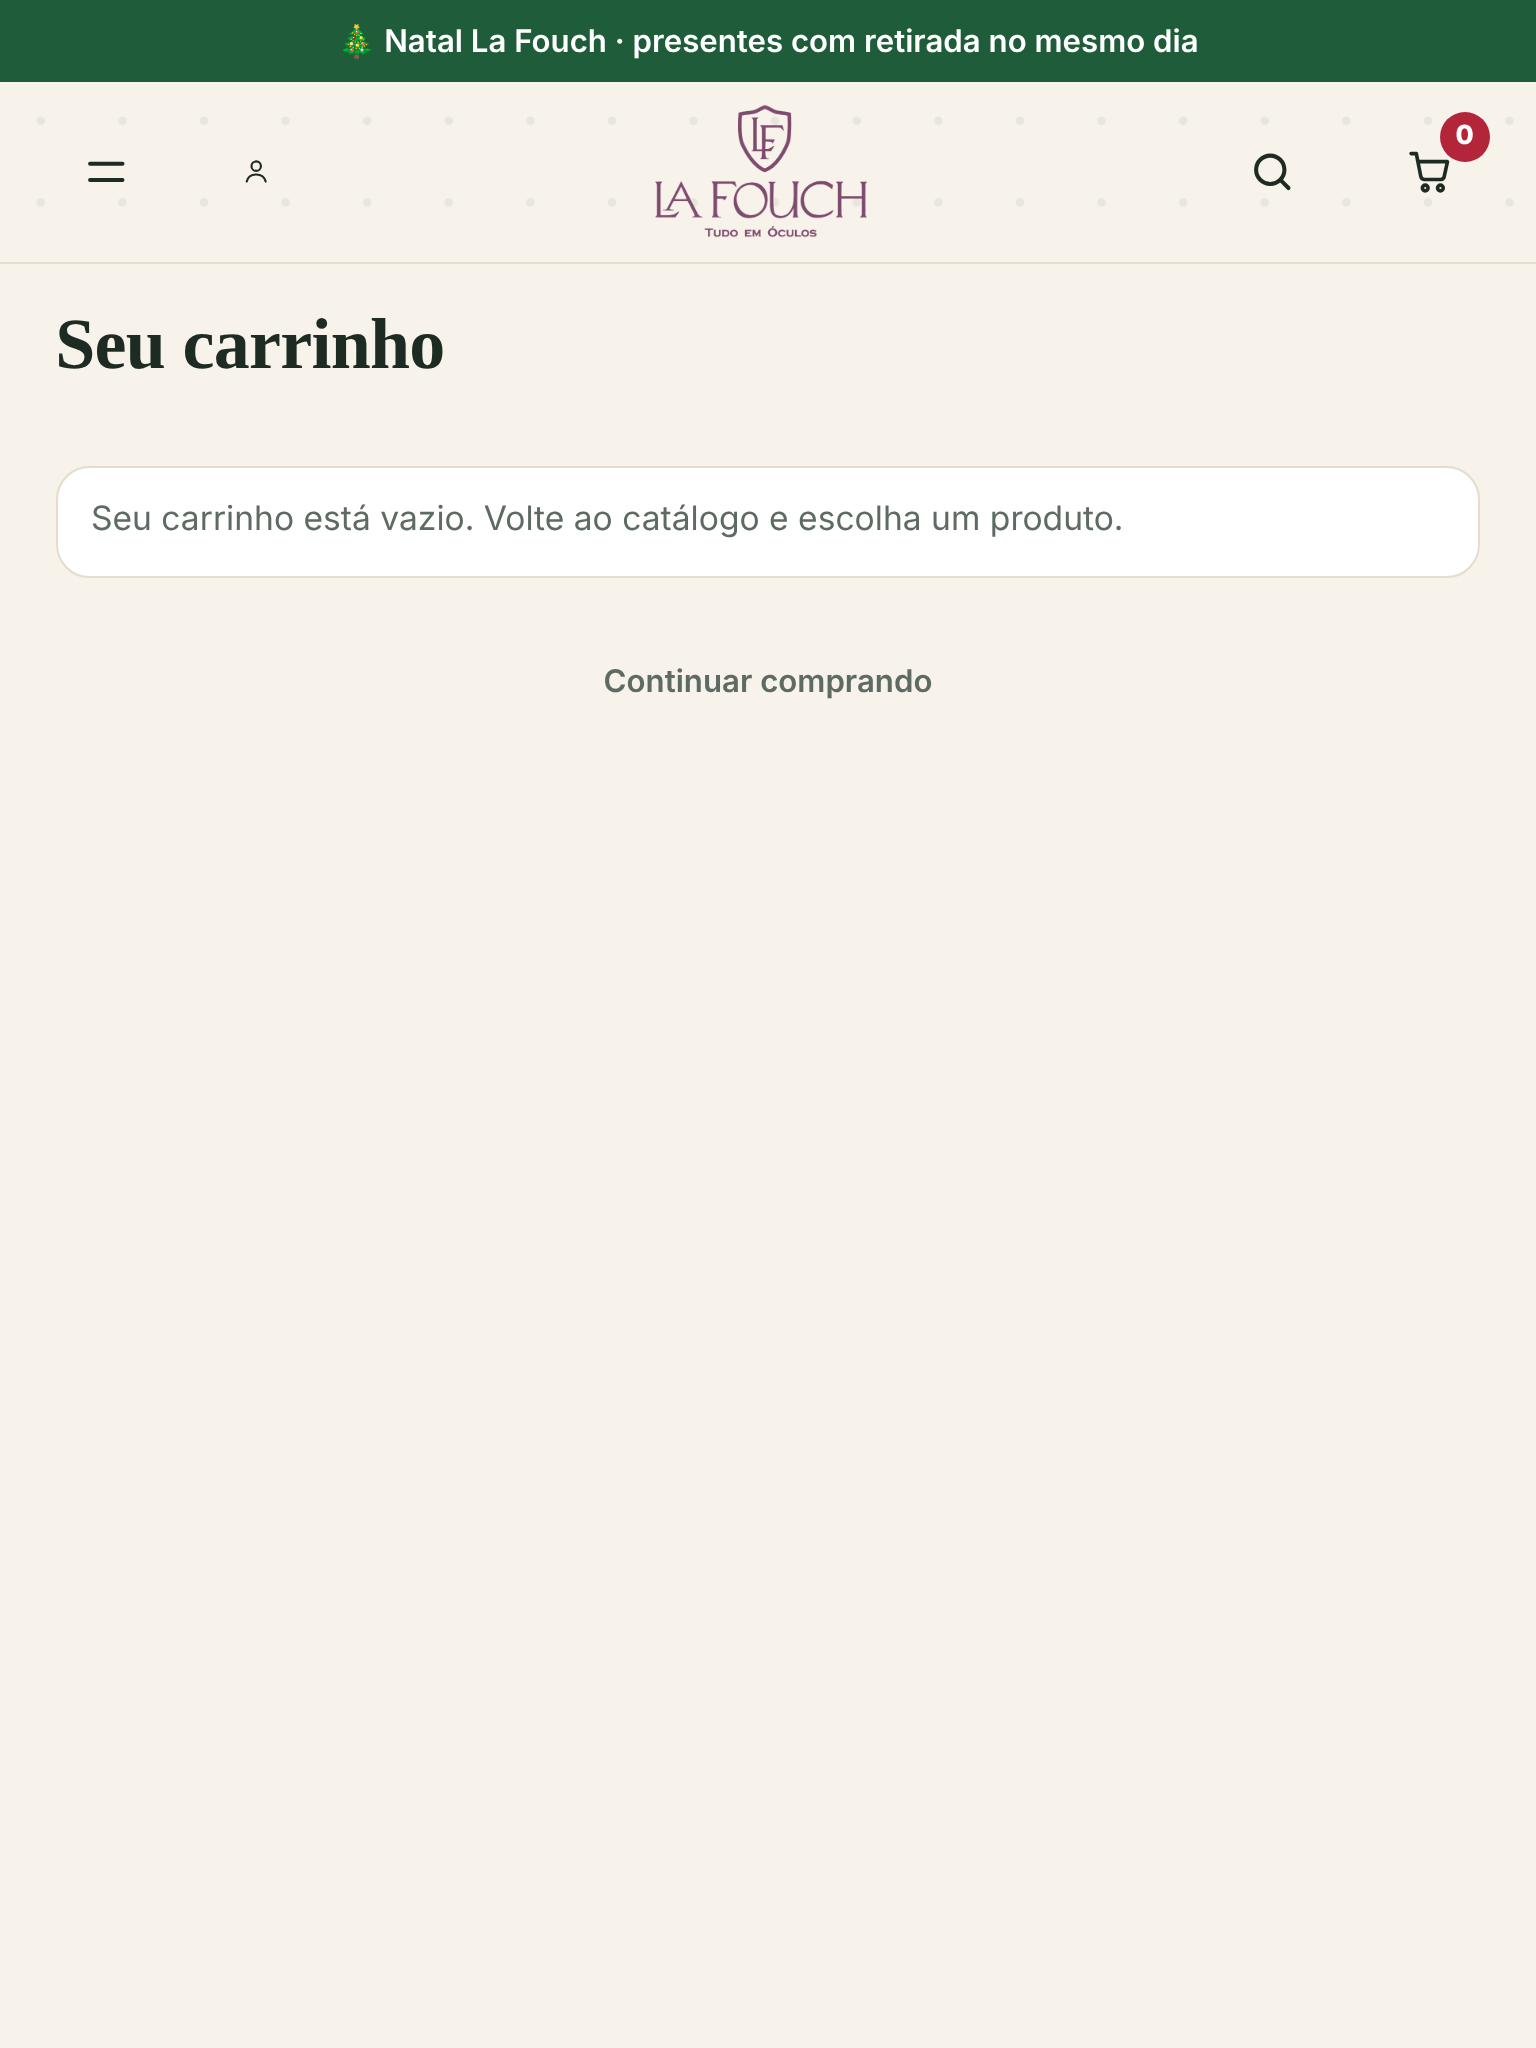 🎄 Natal La Fouch · presentes com retirada no mesmo dia
LF
LA FOUCH
TUDO EM ÓCULOS
0
Seu carrinho
Seu carrinho está vazio. Volte ao catálogo e escolha um produto.
Continuar comprando